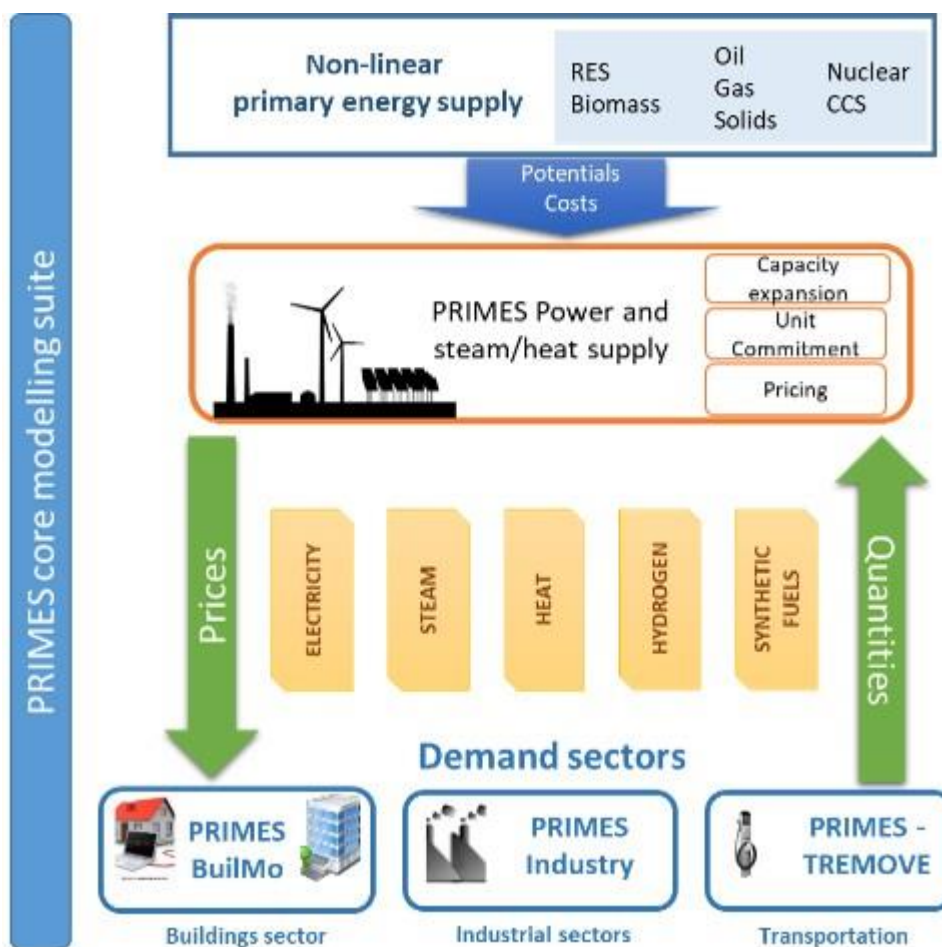 PRIMES core modelling suite
Non-linear
primary energy supply
RES
Biomass
Oil
Gas
Solids
Nuclear
CCS
Potentials
Costs
PRIMES Power and
steam/heat supply
Capacity
expansion
Unit
Commitment
Pricing
Prices
ELECTRICITY
STEAM
HEAT
HYDROGEN
SYNTHETIC
FUELS
Quantities
Demand sectors
PRIMES
BuilMo
PRIMES
Industry
PRIMES -
TREMOVE
Buildings sector
Industrial sectors
Transportation